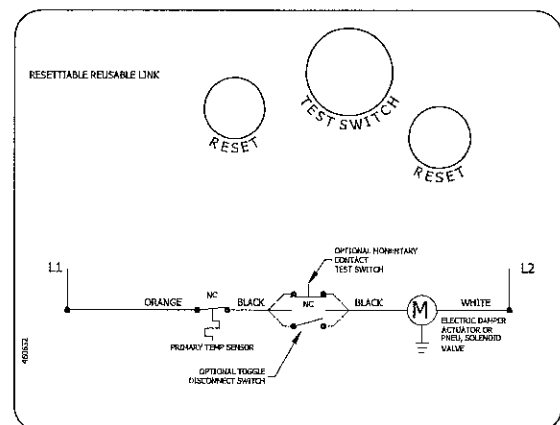 RESETTIABLE REUSABLE LINK
TEST SWITCH
RESET
RESET
L1
OPTIONAL MOMENTARY
CONTACT
TEST SWITCH
L2
ORANGE
NC
BLACK
NC
BLACK
M
WHITE
PRIMARY TEMP SENSOR
ELECTRIC DAMPER
ACTUATOR OR
PNEU, SOLENOID
VALVE
OPTIONAL TOGGLE
DISCONNECT SWITCH
460632